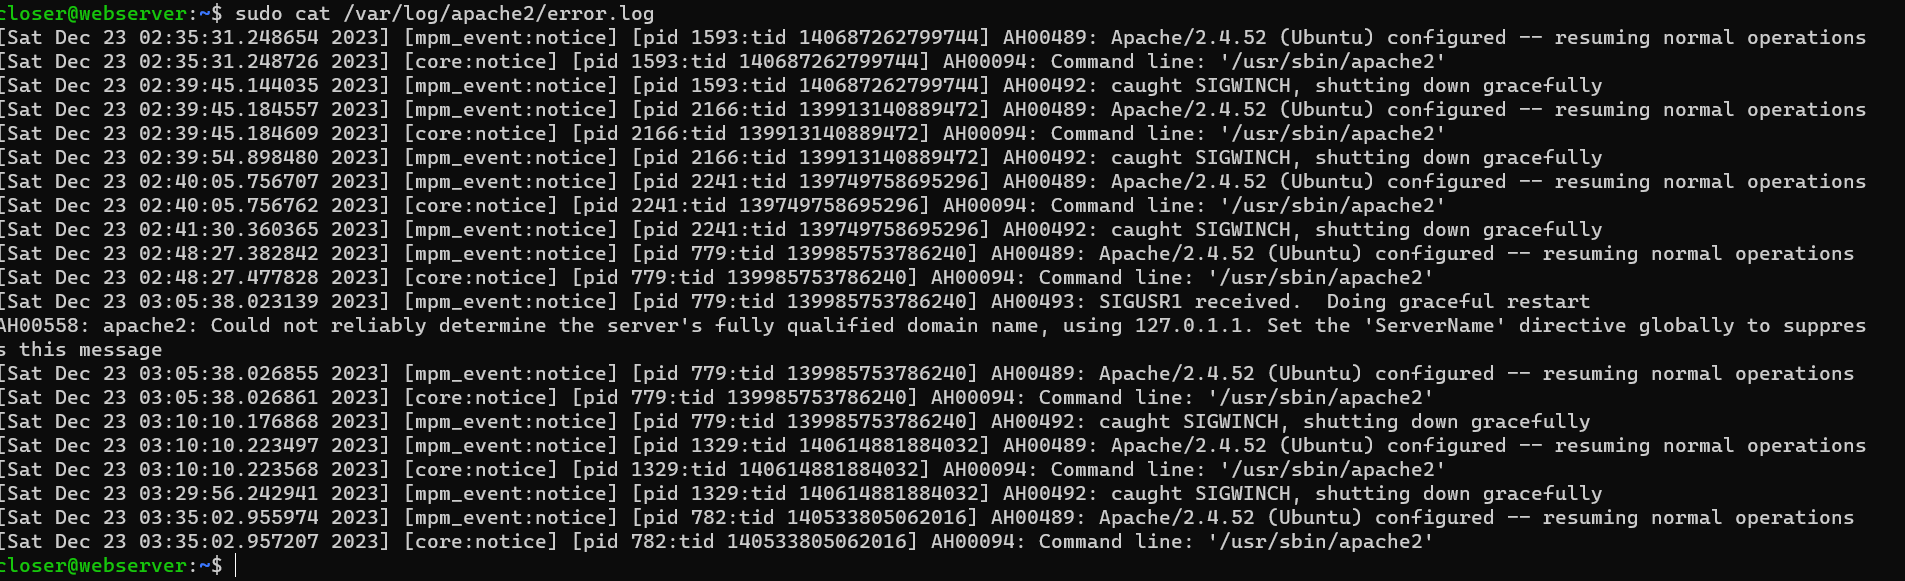 closer@webserver:~$ sudo cat /var/log/apache2/error.log
[Sat Dec 23 02:35:31.248654 2023] [mpm_event:notice] [pid 1593:tid 140687262799744] AH00489: Apache/2.4.52 (Ubuntu) configured -- resuming normal operations
[Sat Dec 23 02:35:31.248726 2023] [core:notice] [pid 1593:tid 140687262799744] AH00094: Command line: '/usr/sbin/apache2'
[Sat Dec 23 02:39:45.144035 2023] [mpm_event:notice] [pid 1593:tid 140687262799744] AH00492: caught SIGWINCH, shutting down gracefully
[Sat Dec 23 02:39:45.184557 2023] [mpm_event:notice] [pid 2166:tid 139913140889472] AH00489: Apache/2.4.52 (Ubuntu) configured -- resuming normal operations
[Sat Dec 23 02:39:45.184609 2023] [core:notice] [pid 2166:tid 139913140889472] AH00094: Command line: '/usr/sbin/apache2'
[Sat Dec 23 02:39:54.898480 2023] [mpm_event:notice] [pid 2166:tid 139913140889472] AH00492: caught SIGWINCH, shutting down gracefully
[Sat Dec 23 02:40:05.756707 2023] [mpm_event:notice] [pid 2241:tid 139749758695296] AH00489: Apache/2.4.52 (Ubuntu) configured -- resuming normal operations
[Sat Dec 23 02:40:05.756762 2023] [core:notice] [pid 2241:tid 139749758695296] AH00094: Command line: '/usr/sbin/apache2'
[Sat Dec 23 02:41:30.360365 2023] [mpm_event:notice] [pid 2241:tid 139749758695296] AH00492: caught SIGWINCH, shutting down gracefully
[Sat Dec 23 02:48:27.382842 2023] [mpm_event:notice] [pid 779:tid 139985753786240] AH00489: Apache/2.4.52 (Ubuntu) configured -- resuming normal operations
[Sat Dec 23 02:48:27.477828 2023] [core:notice] [pid 779:tid 139985753786240] AH00094: Command line: '/usr/sbin/apache2'
[Sat Dec 23 03:05:38.023139 2023] [mpm_event:notice] [pid 779:tid 139985753786240] AH00493: SIGUSR1 received.  Doing graceful restart
AH00558: apache2: Could not reliably determine the server's fully qualified domain name, using 127.0.1.1. Set the 'ServerName' directive globally to suppres
s this message
[Sat Dec 23 03:05:38.026855 2023] [mpm_event:notice] [pid 779:tid 139985753786240] AH00489: Apache/2.4.52 (Ubuntu) configured -- resuming normal operations
[Sat Dec 23 03:05:38.026861 2023] [core:notice] [pid 779:tid 139985753786240] AH00094: Command line: '/usr/sbin/apache2'
[Sat Dec 23 03:10:10.176868 2023] [mpm_event:notice] [pid 779:tid 139985753786240] AH00492: caught SIGWINCH, shutting down gracefully
[Sat Dec 23 03:10:10.223497 2023] [mpm_event:notice] [pid 1329:tid 140614881884032] AH00489: Apache/2.4.52 (Ubuntu) configured -- resuming normal operations
[Sat Dec 23 03:10:10.223568 2023] [core:notice] [pid 1329:tid 140614881884032] AH00094: Command line: '/usr/sbin/apache2'
[Sat Dec 23 03:29:56.242941 2023] [mpm_event:notice] [pid 1329:tid 140614881884032] AH00492: caught SIGWINCH, shutting down gracefully
[Sat Dec 23 03:35:02.955974 2023] [mpm_event:notice] [pid 782:tid 140533805062016] AH00489: Apache/2.4.52 (Ubuntu) configured -- resuming normal operations
[Sat Dec 23 03:35:02.957207 2023] [core:notice] [pid 782:tid 140533805062016] AH00094: Command line: '/usr/sbin/apache2'
closer@webserver:~$